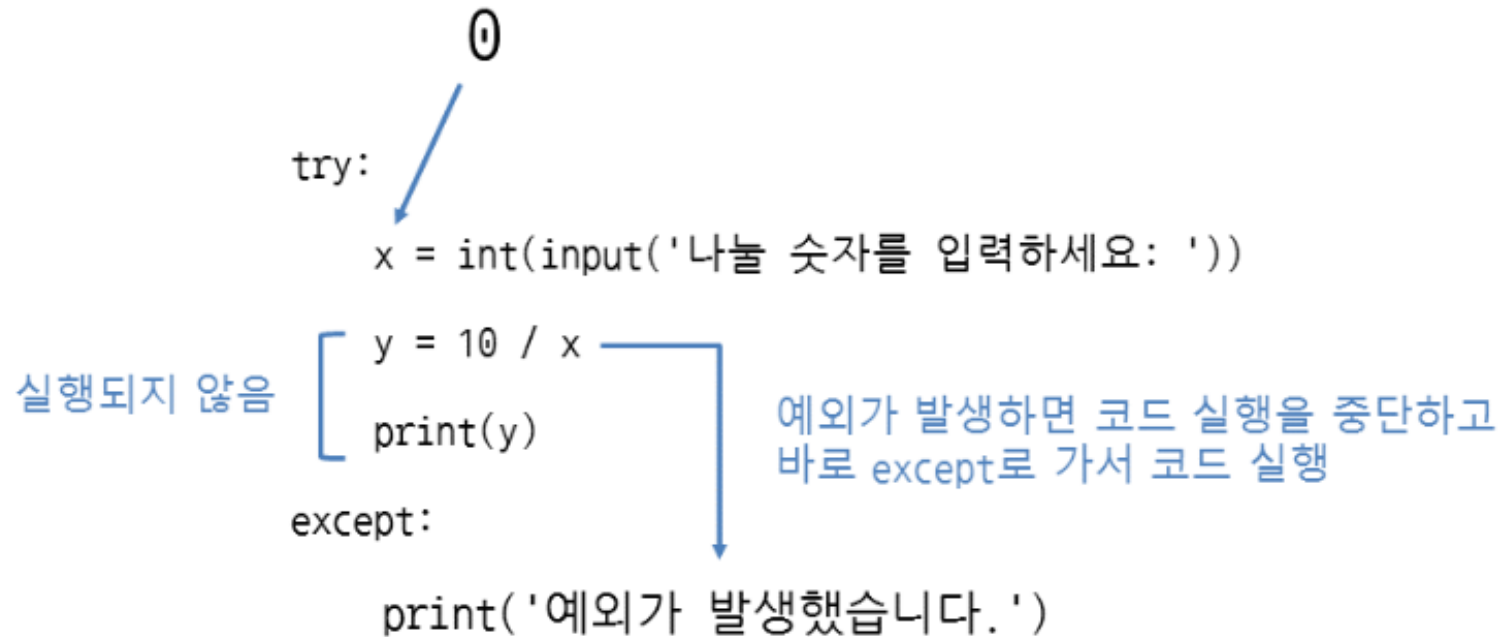 0
try:
x = int(input('나눌 숫자를 입력하세요: '))
y = 10 / x
실행되지 않음
print(y)
예외가 발생하면 코드 실행을 중단하고
바로 except로 가서 코드 실행
except:
print('예외가 발생했습니다.')